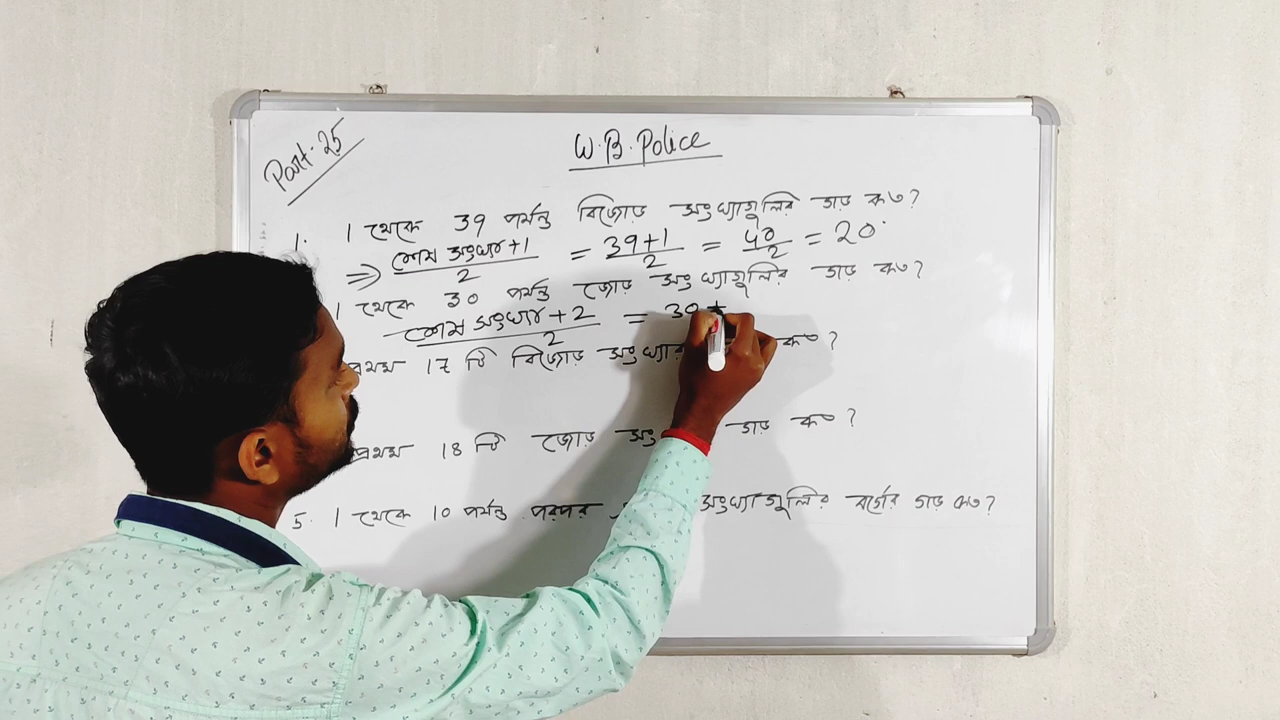 Part-25
W.B. Police
1. 1 থেকে 39 পর্যন্ত বিজোড় সংখ্যাগুলির গড় কত?
⇒ শেষ সংখ্যা+1 / 2 = 39+1 / 2 = 40 / 2 = 20
1 থেকে 30 পর্যন্ত জোড় সংখ্যাগুলির গড় কত?
শেষ সংখ্যা+2 / 2 = 30+
প্রথম 17 টি বিজোড় কত?
প্রথম 18 টি জোড় গড় কত?
5. 1 থেকে 10 পর্যন্ত পরপর সংখ্যাগুলির বর্গের গড় কত?